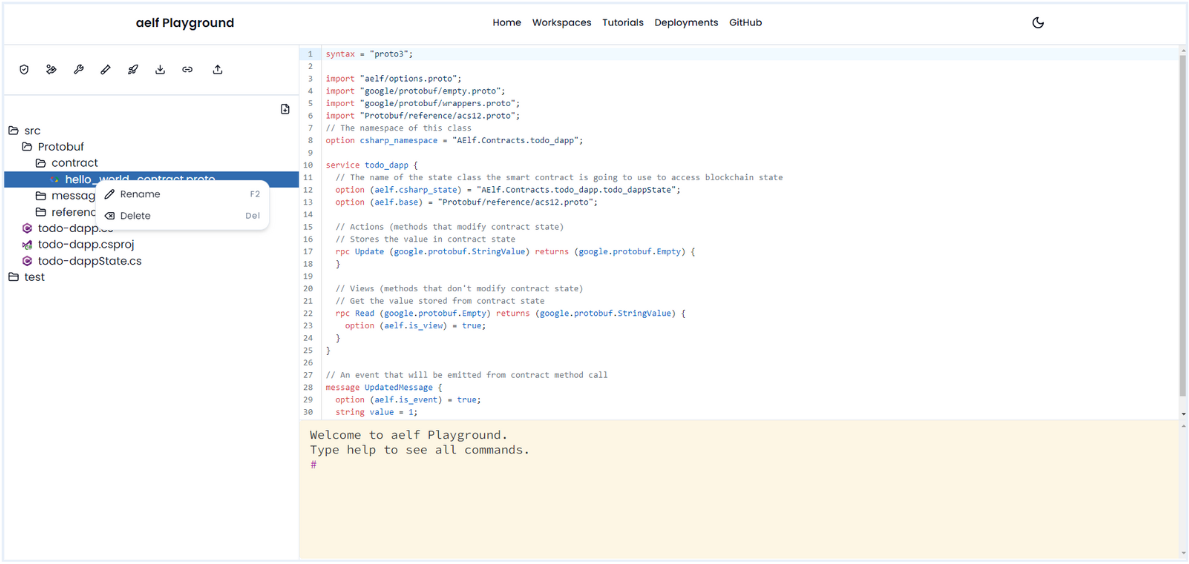 aelf Playground
Home Workspaces Tutorials Deployments GitHub
src
Protobuf
contract
hello_world_contract.proto
Rename F2
Delete Del
messag
referenc
todo-dapp.cs
todo-dapp.csproj
todo-dappState.cs
test
1 syntax = "proto3";
2
3 import "aelf/options.proto";
4 import "google/protobuf/empty.proto";
5 import "google/protobuf/wrappers.proto";
6 import "Protobuf/reference/acs12.proto";
7 // The namespace of this class
8 option csharp_namespace = "AElf.Contracts.todo_dapp";
9
10 service todo_dapp {
11 // The name of the state class the smart contract is going to use to access blockchain state
12 option (aelf.csharp_state) = "AElf.Contracts.todo_dapp.todo_dappState";
13 option (aelf.base) = "Protobuf/reference/acs12.proto";
14
15 // Actions (methods that modify contract state)
16 // Stores the value in contract state
17 rpc Update (google.protobuf.StringValue) returns (google.protobuf.Empty) {
18 }
19
20 // Views (methods that don't modify contract state)
21 // Get the value stored from contract state
22 rpc Read (google.protobuf.Empty) returns (google.protobuf.StringValue) {
23 option (aelf.is_view) = true;
24 }
25 }
26
27 // An event that will be emitted from contract method call
28 message UpdatedMessage {
29 option (aelf.is_event) = true;
30 string value = 1;
Welcome to aelf Playground.
Type help to see all commands.
#